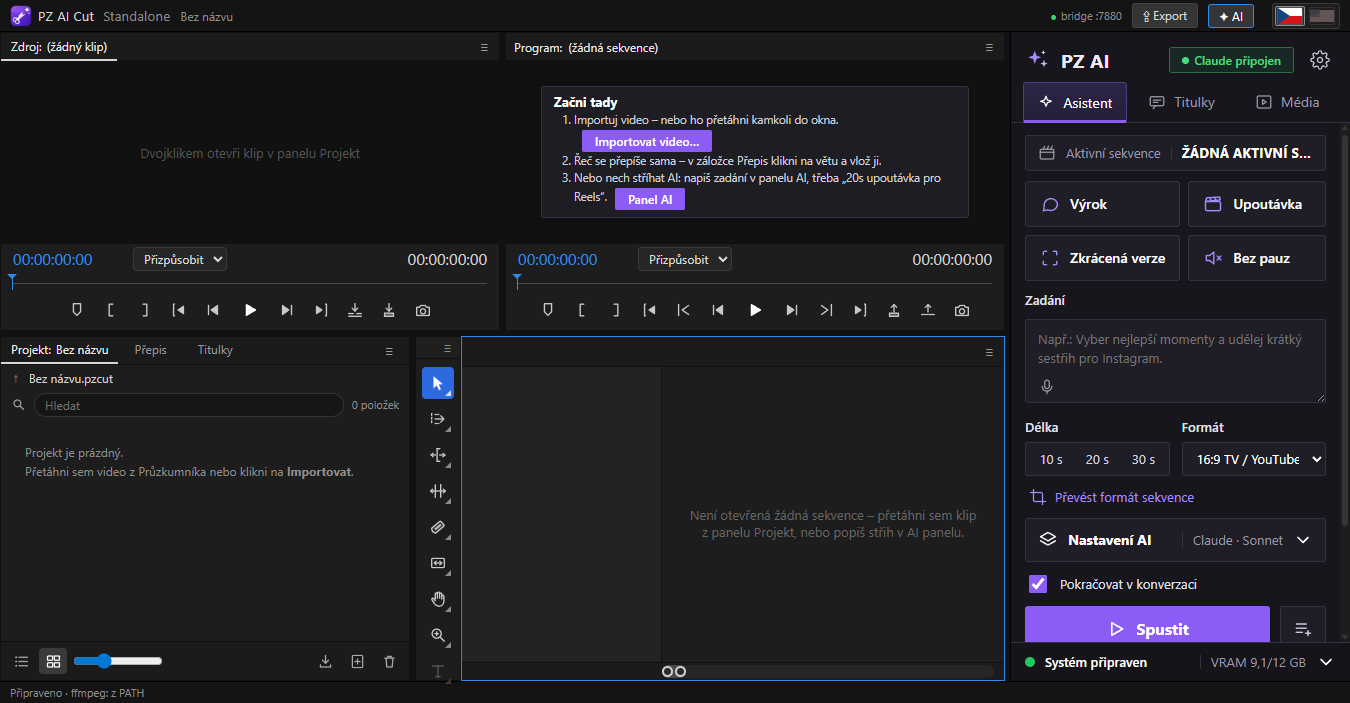 PZ AI Cut Standalone Bez názvu
bridge :7880 Export AI
Zdroj: (žádný klip)
Dvojklikem otevři klip v panelu Projekt
00:00:00:00 Přizpůsobit 00:00:00:00
Program: (žádná sekvence)
Začni tady
1. Importuj video – nebo ho přetáhni kamkoli do okna.
Importovat video...
2. Řeč se přepíše sama – v záložce Přepis klikni na větu a vlož ji.
3. Nebo nech stříhat AI: napiš zadání v panelu AI, třeba „20s upoutávka pro
Reels“. Panel AI
00:00:00:00 Přizpůsobit 00:00:00:00
Projekt: Bez názvu Přepis Titulky
↑ Bez názvu.pzcut
Hledat 0 položek
Projekt je prázdný.
Přetáhni sem video z Průzkumníka nebo klikni na Importovat.
T
Není otevřená žádná sekvence – přetáhni sem klip
z panelu Projekt, nebo popiš střih v AI panelu.
PZ AI Claude připojen
Asistent Titulky Média
Aktivní sekvence ŽÁDNÁ AKTIVNÍ S...
Výrok Upoutávka
Zkrácená verze Bez pauz
Zadání
Např.: Vyber nejlepší momenty a udělej krátký
sestřih pro Instagram.
Délka Formát
10 s 20 s 30 s 16:9 TV / YouTube
Převést formát sekvence
Nastavení AI Claude · Sonnet
Pokračovat v konverzaci
Spustit
Systém připraven VRAM 9,1/12 GB
Připraveno · ffmpeg: z PATH